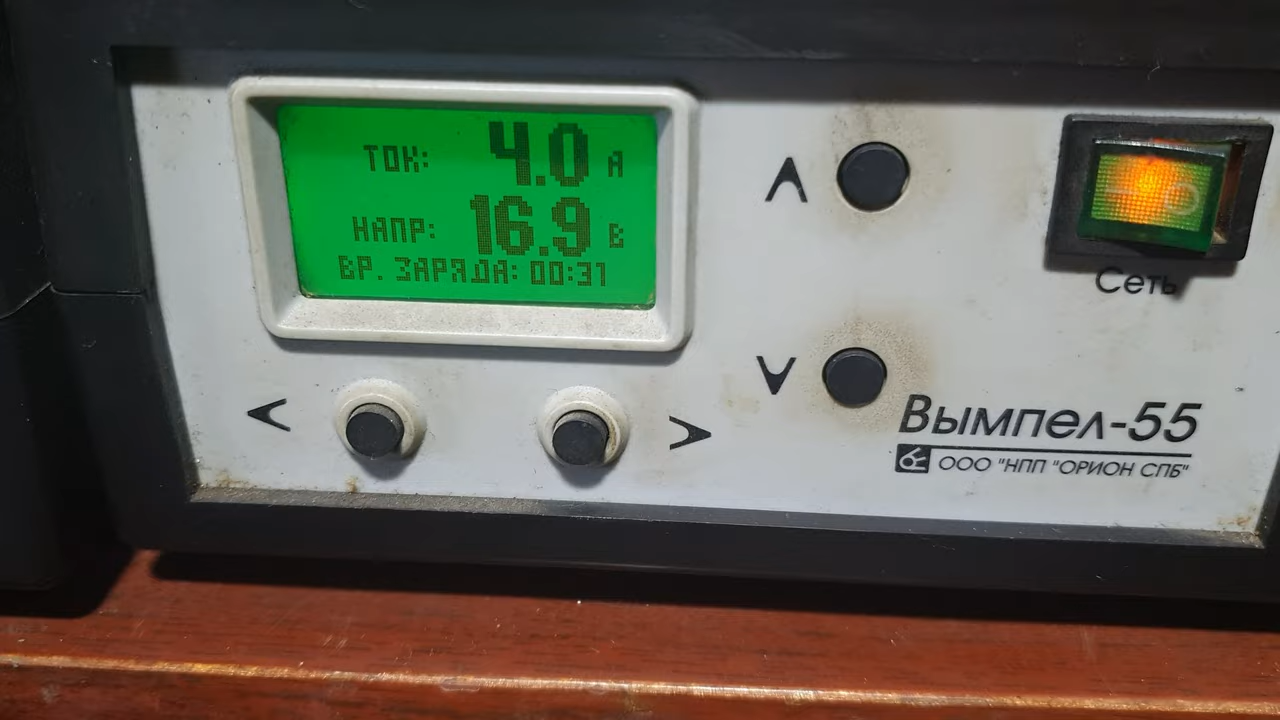 ТОК: 4.0 А
НАПР: 16.9 В
ВР. ЗАРЯДА: 00:31
Сеть
Вымпел-55
ООО "НПП "ОРИОН СПБ"